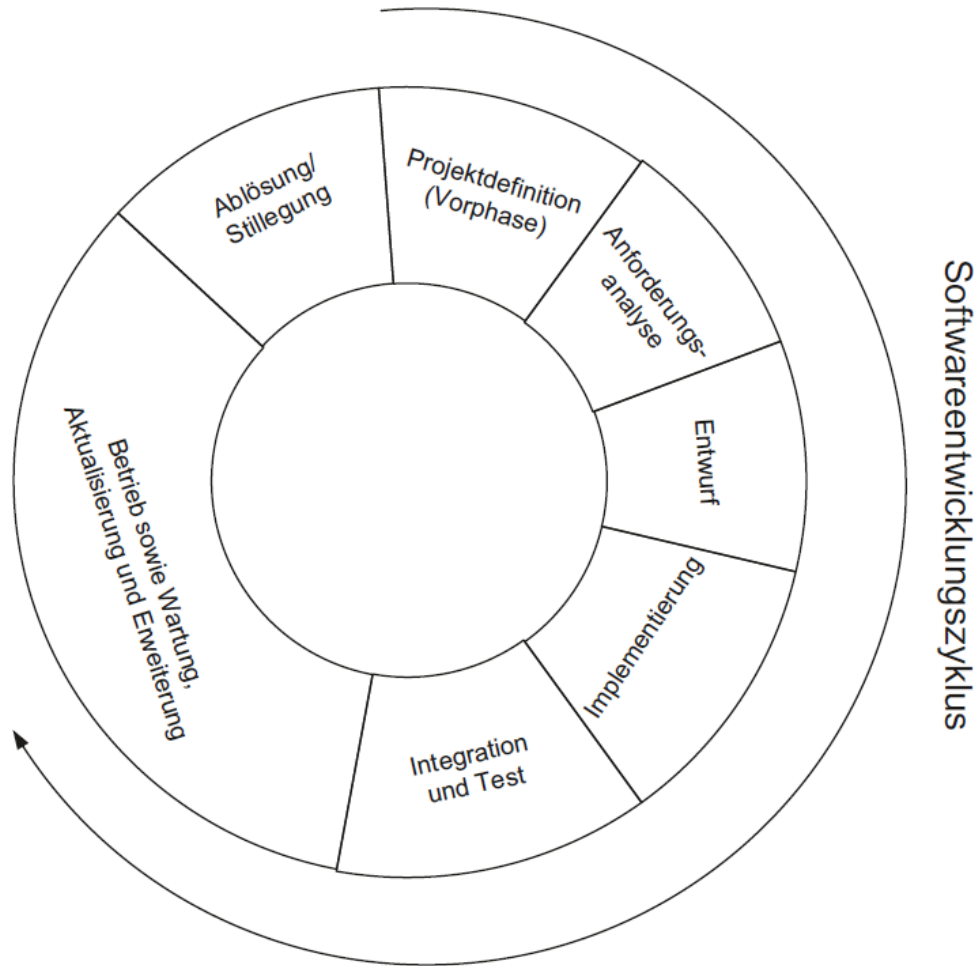 Projektdefinition
(Vorphase)
Anforderungs-
analyse
Entwurf
Implementierung
Integration
und Test
Betrieb sowie Wartung,
Aktualisierung und Erweiterung
Ablösung/
Stillegung
Softwareentwicklungszyklus